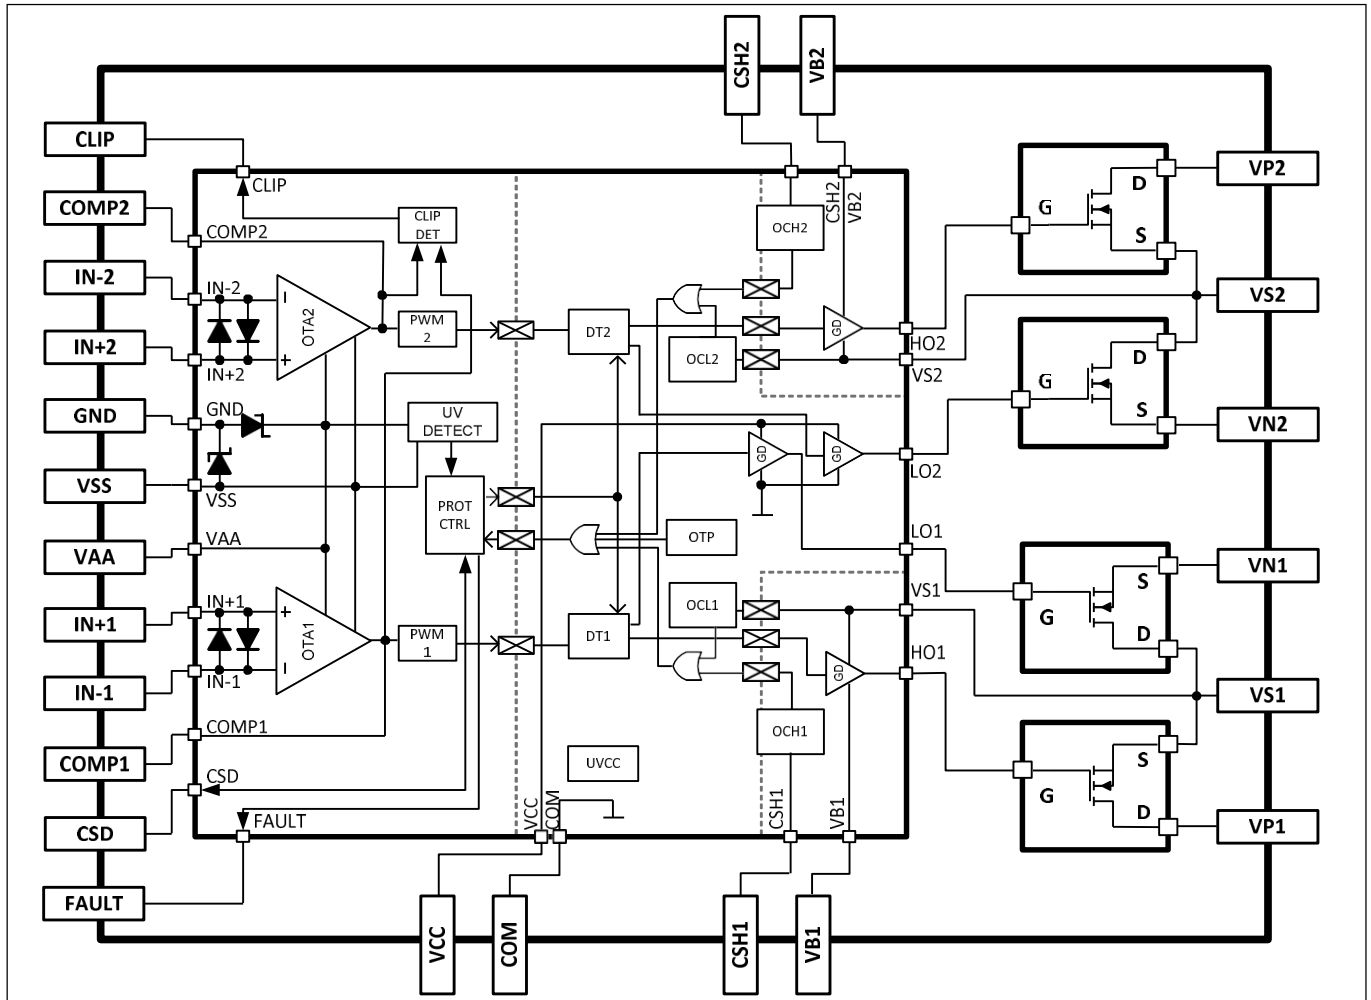 CSH2
VB2
CLIP
COMP2
IN-2
IN+2
GND
VSS
VAA
IN+1
IN-1
COMP1
CSD
FAULT
CLIP
COMP2
IN-2
IN+2
GND
VSS
VAA
IN+1
IN-1
COMP1
CSD
FAULT
CLIP
DET
OTA2
PWM
2
UV
DETECT
PROT
CTRL
OTA1
PWM
1
DT2
DT1
OCH2
OCL2
OTP
OCL1
OCH1
UVCC
GD
GD
GD
GD
CSH2
VB2
VCC
COM
CSH1
VB1
HO2
VS2
LO2
LO1
VS1
HO1
G
D
S
G
D
S
G
S
D
G
S
D
VP2
VS2
VN2
VN1
VS1
VP1
VCC
COM
CSH1
VB1